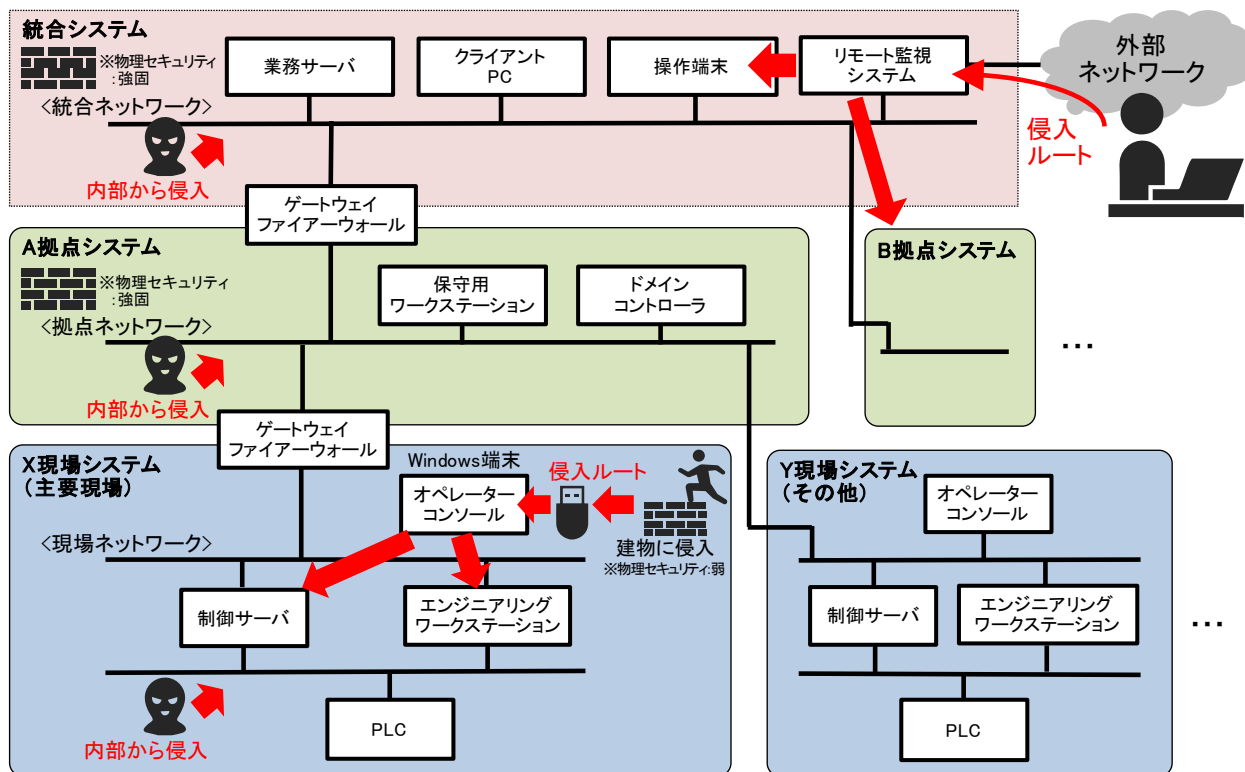 統合システム
※物理セキュリティ
：強固
業務サーバ
クライアント
PC
操作端末
リモート監視
システム
外部
ネットワーク
<統合ネットワーク>
侵入
ルート
内部から侵入
ゲートウェイ
ファイアーウォール
A拠点システム
※物理セキュリティ
：強固
保守用
ワークステーション
ドメイン
コントローラ
B拠点システム
<拠点ネットワーク>
…
内部から侵入
ゲートウェイ
ファイアーウォール
X現場システム
（主要現場）
Windows端末
オペレーター
コンソール
侵入ルート
建物に侵入
※物理セキュリティ:弱
<現場ネットワーク>
制御サーバ
エンジニアリング
ワークステーション
内部から侵入
PLC
Y現場システム
（その他）
オペレーター
コンソール
制御サーバ
エンジニアリング
ワークステーション
…
PLC